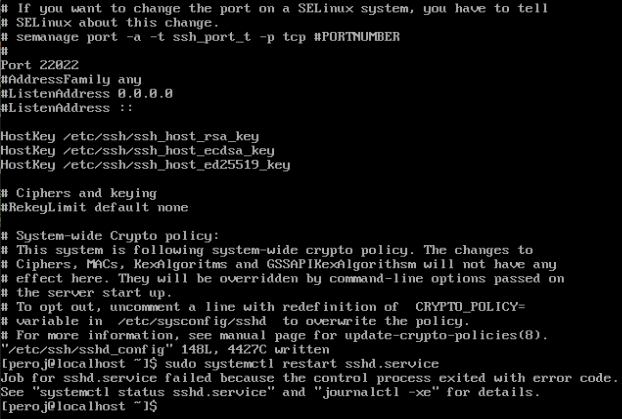 # If you want to change the port on a SELinux system, you have to tell
# SELinux about this change.
# semanage port -a -t ssh_port_t -p tcp #PORTNUMBER
#
Port 22022
#AddressFamily any
#ListenAddress 0.0.0.0
#ListenAddress ::
HostKey /etc/ssh/ssh_host_rsa_key
HostKey /etc/ssh/ssh_host_ecdsa_key
HostKey /etc/ssh/ssh_host_ed25519_key
# Ciphers and keying
#RekeyLimit default none
# System-wide Crypto policy:
# This system is following system-wide crypto policy. The changes to
# Ciphers, MACs, KexAlgoritms and GSSAPIKexAlgorithsm will not have any
# effect here. They will be overridden by command-line options passed on
# the server start up.
# To opt out, uncomment a line with redefinition of  CRYPTO_POLICY=
# variable in  /etc/sysconfig/sshd  to overwrite the policy.
# For more information, see manual page for update-crypto-policies(8).
"/etc/ssh/sshd_config" 148L, 4427C written
[peroj@localhost ~]$ sudo systemctl restart sshd.service
Job for sshd.service failed because the control process exited with error code.
See "systemctl status sshd.service" and "journalctl -xe" for details.
[peroj@localhost ~]$